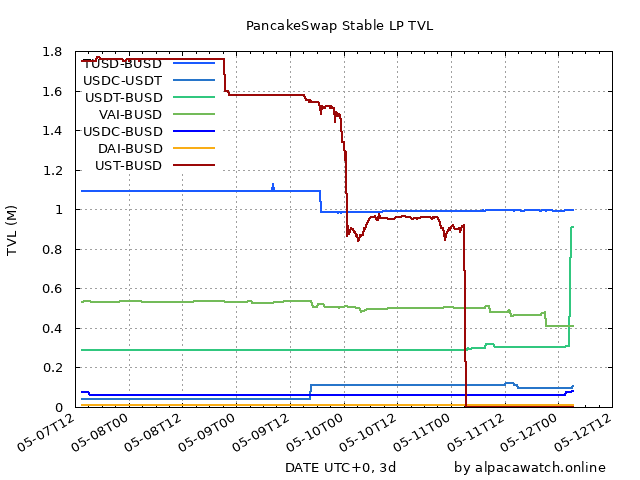 PancakeSwap Stable LP TVL
TVL (M)
1.8
1.6
1.4
1.2
1
0.8
0.6
0.4
0.2
0
TUSD-BUSD
USDC-USDT
USDT-BUSD
VAI-BUSD
USDC-BUSD
DAI-BUSD
UST-BUSD
05-07T12
05-08T00
05-08T12
05-09T00
05-09T12
05-10T00
05-10T12
05-11T00
05-11T12
05-12T00
05-12T12
DATE UTC+0, 3d
by alpacawatch.online